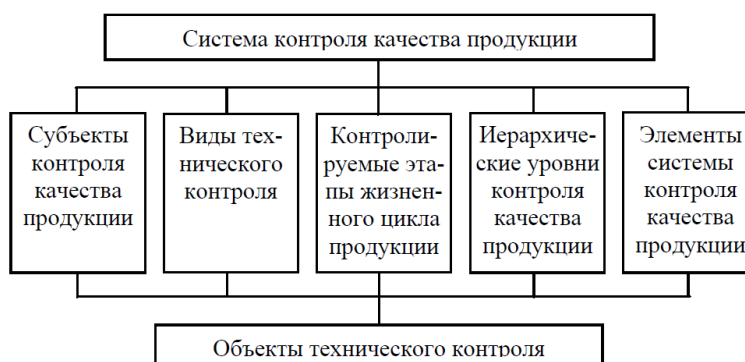 Система контроля качества продукции
Субъекты
контроля
качества
продукции
Виды тех-
нического
контроля
Контроли-
руемые эта-
пы жизнен-
ного цикла
продукции
Иерархиче-
ские уровни
контроля
качества
продукции
Элементы
системы
контроля
качества
продукции
Объекты технического контроля